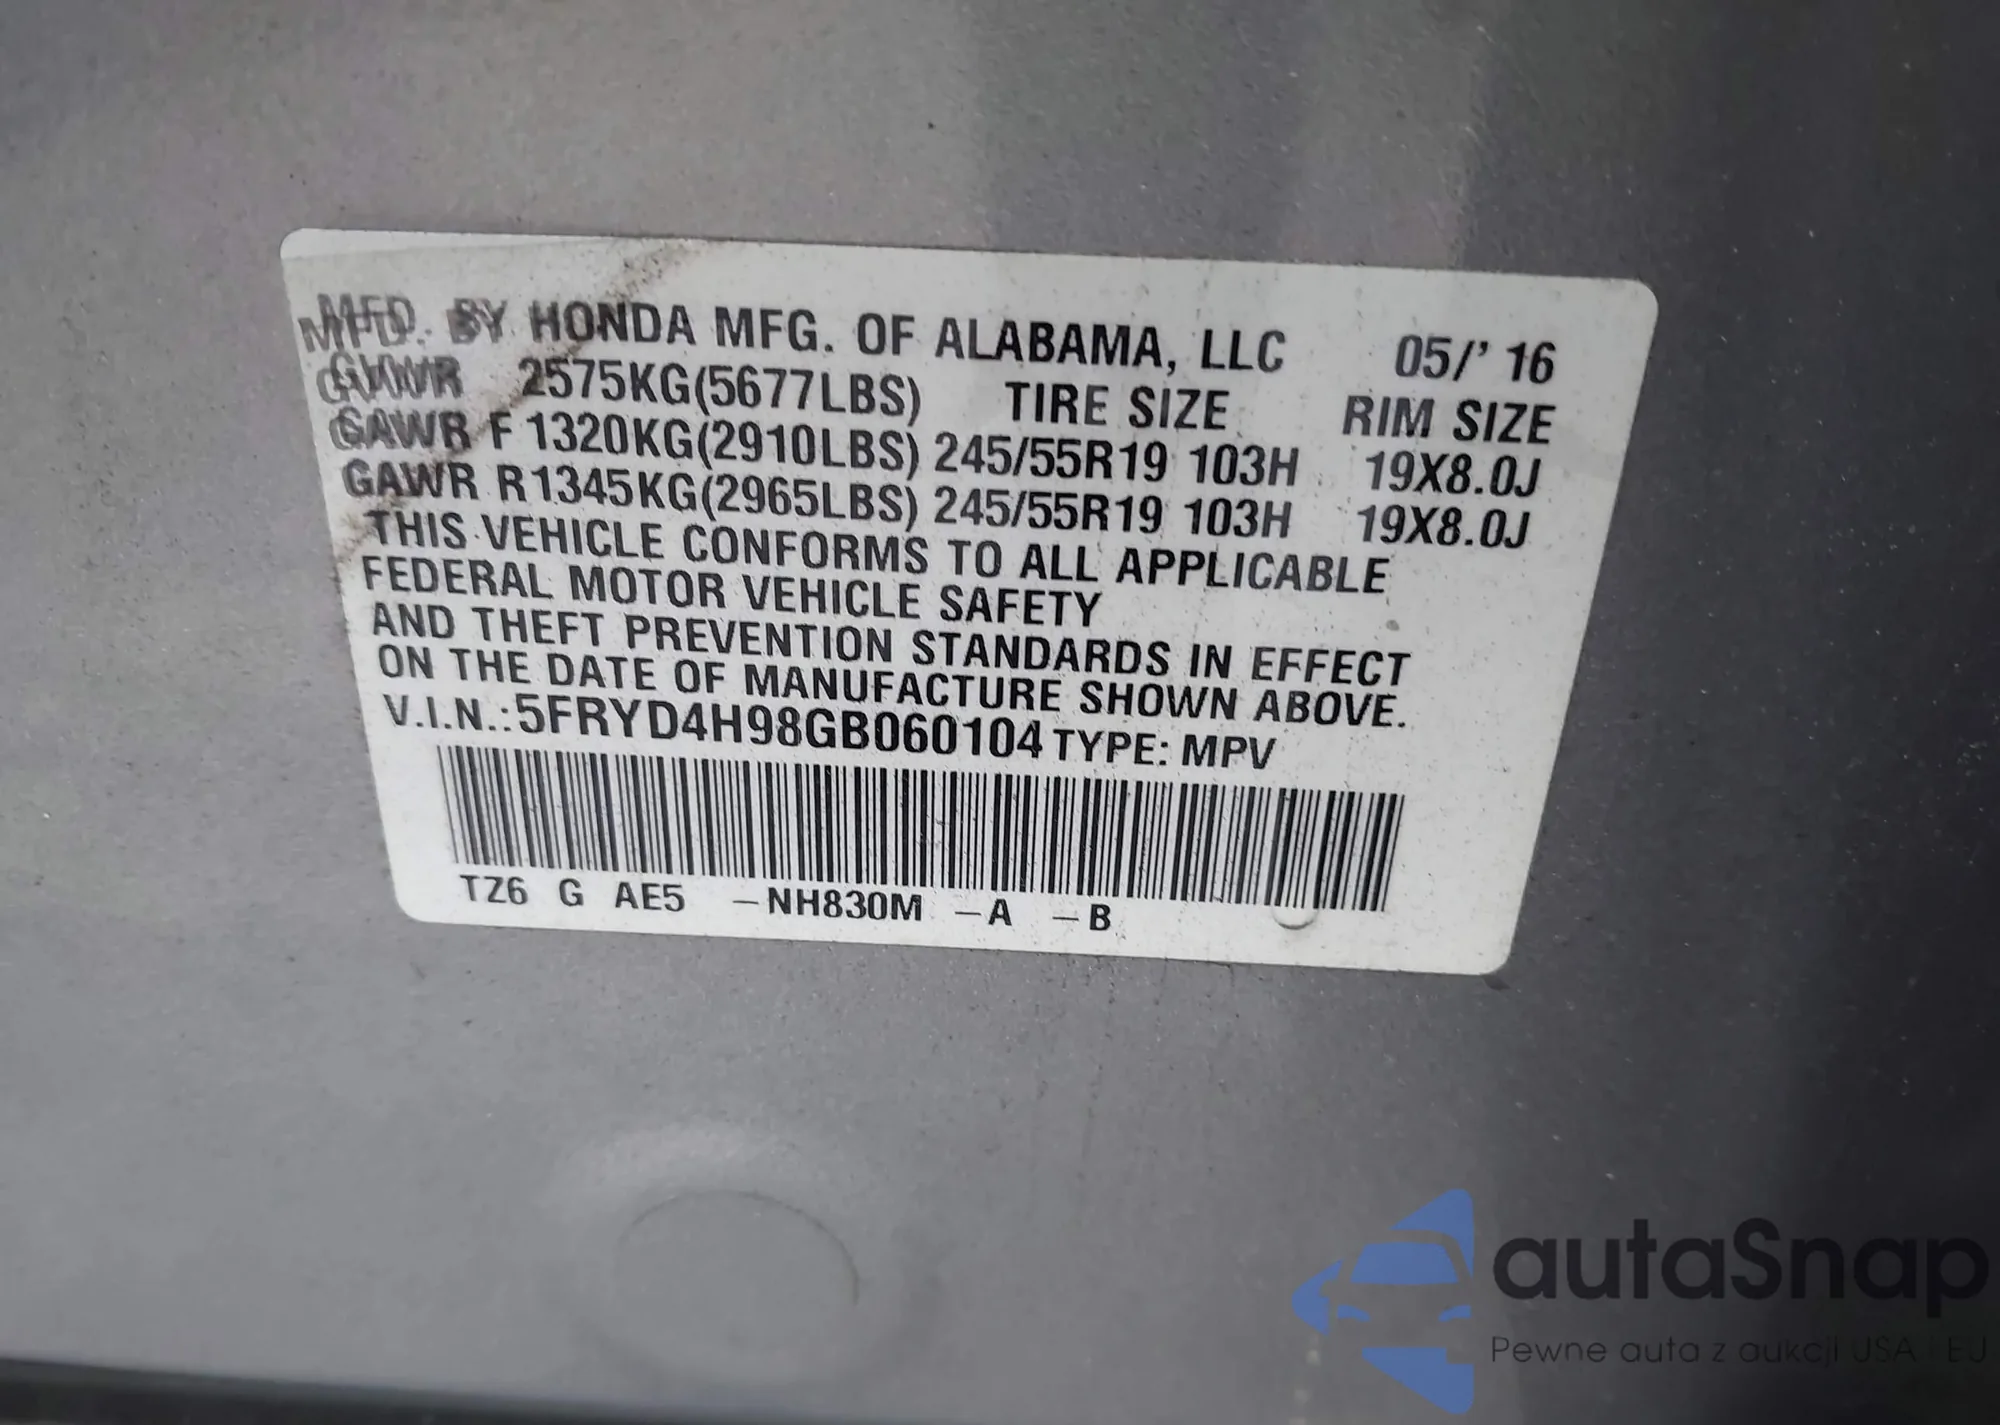 MFD. BY HONDA MFG. OF ALABAMA, LLC 05/' 16
GVWR 2575KG(5677LBS) TIRE SIZE RIM SIZE
GAWR F 1320KG(2910LBS) 245/55R19 103H 19X8.0J
GAWR R1345KG(2965LBS) 245/55R19 103H 19X8.0J
THIS VEHICLE CONFORMS TO ALL APPLICABLE
FEDERAL MOTOR VEHICLE SAFETY
AND THEFT PREVENTION STANDARDS IN EFFECT
ON THE DATE OF MANUFACTURE SHOWN ABOVE.
V.I.N.:5FRYD4H98GB060104 TYPE: MPV
TZ6 G AE5 -NH830M -A -B
autaSnap
Pewne auta z aukcji USA i EU